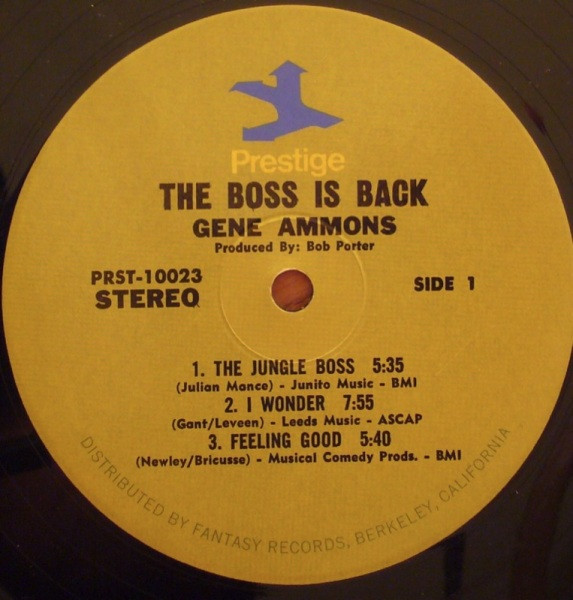 Prestige
THE BOSS IS BACK
GENE AMMONS
Produced By: Bob Porter
PRST-10023
STEREO
SIDE 1
1. THE JUNGLE BOSS 5:35
(Julian Mance) - Junito Music - BMI
2. I WONDER 7:55
(Gant/Leveen) - Leeds Music - ASCAP
3. FEELING GOOD 5:40
(Newley/Bricusse) - Musical Comedy Prods. - BMI
DISTRIBUTED BY FANTASY RECORDS, BERKELEY, CALIFORNIA